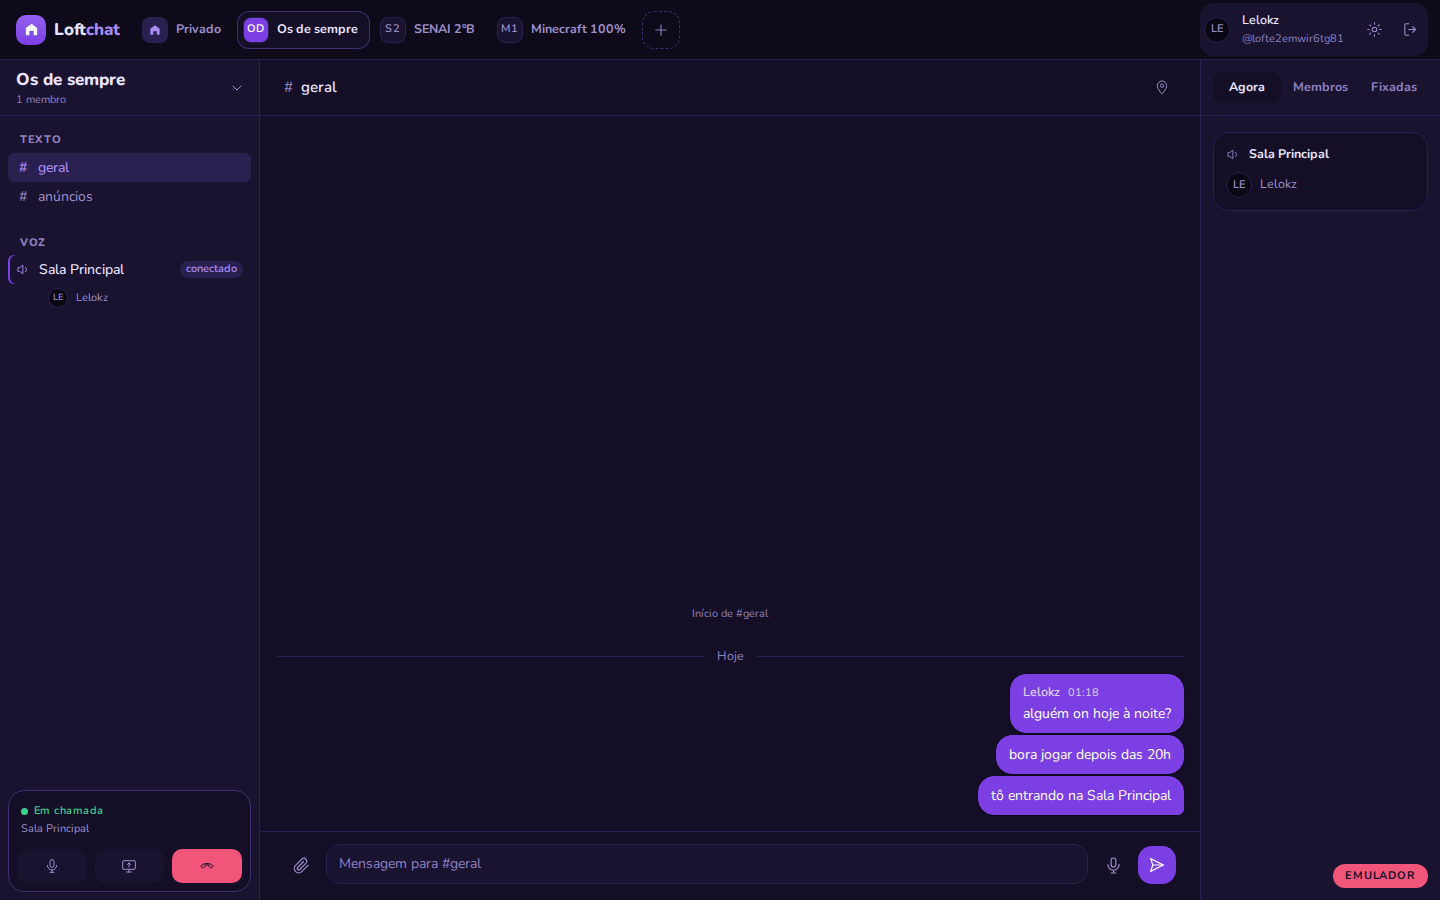 Loftchat
Privado
OD
Os de sempre
S2
SENAI 2ºB
M1
Minecraft 100%
LE
Lelokz
@lofte2emwir6tg81
Os de sempre
1 membro
TEXTO
# geral
# anúncios
VOZ
Sala Principal
conectado
LE
Lelokz
Em chamada
Sala Principal
# geral
Início de #geral
Hoje
Lelokz 01:18
alguém on hoje à noite?
bora jogar depois das 20h
tô entrando na Sala Principal
Mensagem para #geral
Agora
Membros
Fixadas
Sala Principal
LE
Lelokz
EMULADOR